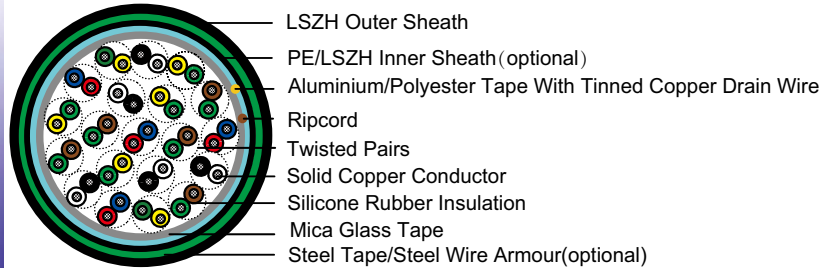 LSZH Outer Sheath
PE/LSZH Inner Sheath（optional）
Aluminium/Polyester Tape With Tinned Copper Drain Wire
Ripcord
Twisted Pairs
Solid Copper Conductor
Silicone Rubber Insulation
Mica Glass Tape
Steel Tape/Steel Wire Armour(optional)